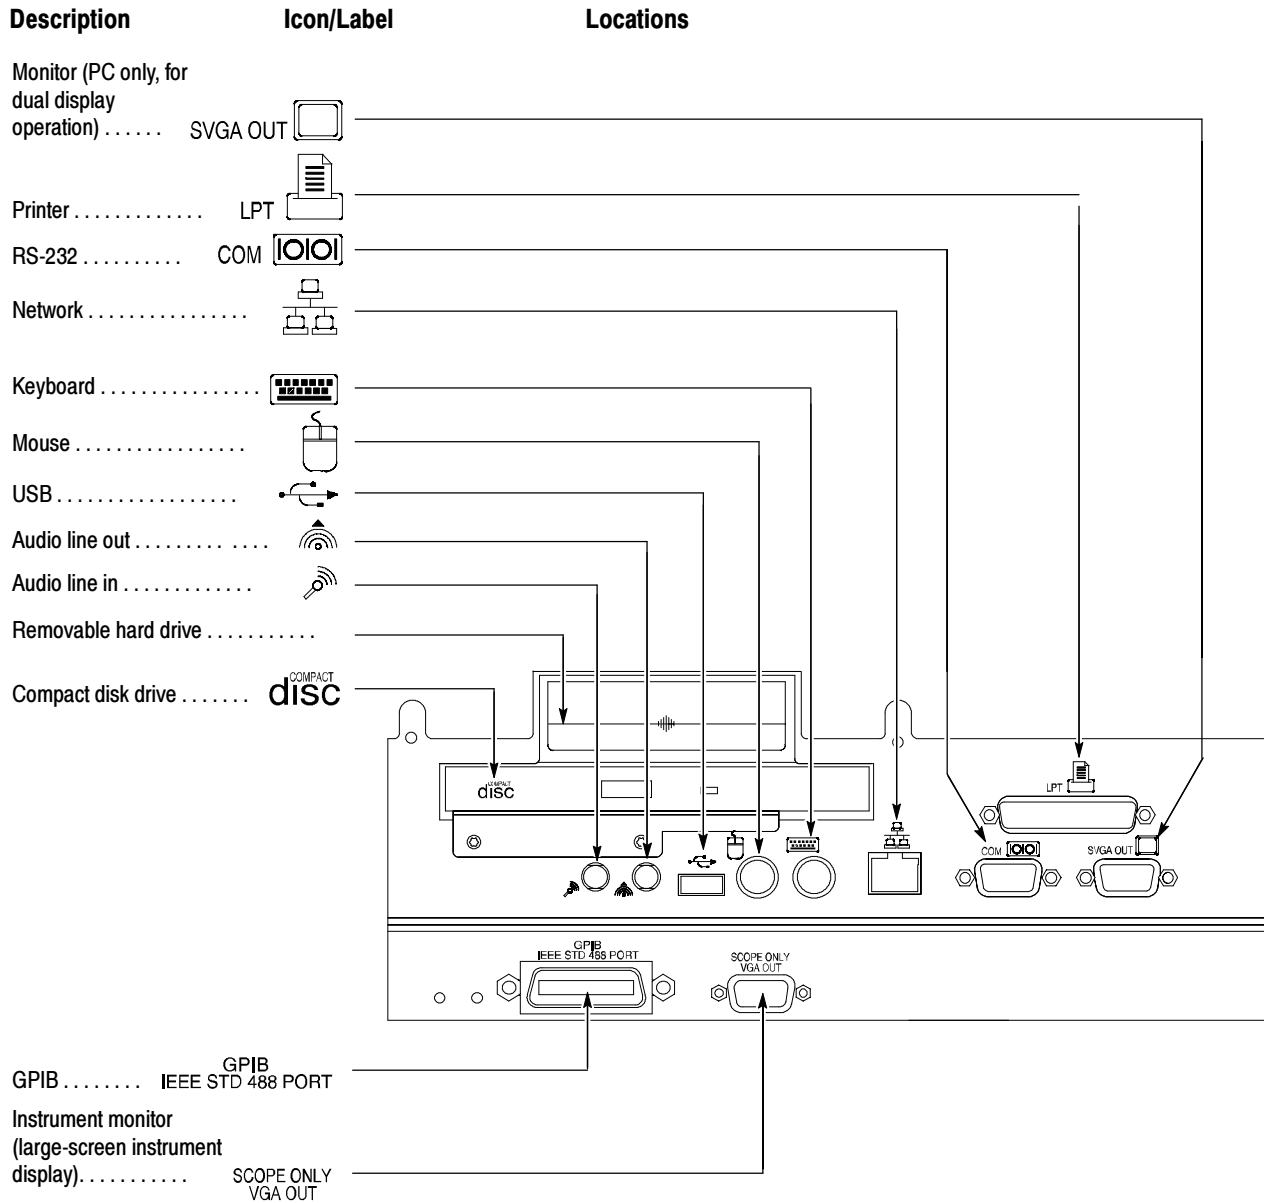 Description Icon/Label Locations
Monitor (PC only, for
dual display
operation) . . . . . . SVGA OUT
Printer . . . . . . . . . . . . . LPT
RS-232 . . . . . . . . . . COM IOIOI
Network . . . . . . . . . . . . . . . .
Keyboard . . . . . . . . . . . . . . .
Mouse . . . . . . . . . . . . . . . . .
USB . . . . . . . . . . . . . . . . . .
Audio line out . . . . . . . . . . . . .
Audio line in . . . . . . . . . . . . .
Removable hard drive . . . . . . . . . . .
Compact disk drive . . . . . . . COMPACT disc
COMPACT
disc
LPT
COM IOIOI
SVGA OUT
GPIB
IEEE STD 488 PORT
SCOPE ONLY
VGA OUT
GPIB . . . . . . . . GPIB
IEEE STD 488 PORT
Instrument monitor
(large-screen instrument
display). . . . . . . . . . . SCOPE ONLY
VGA OUT